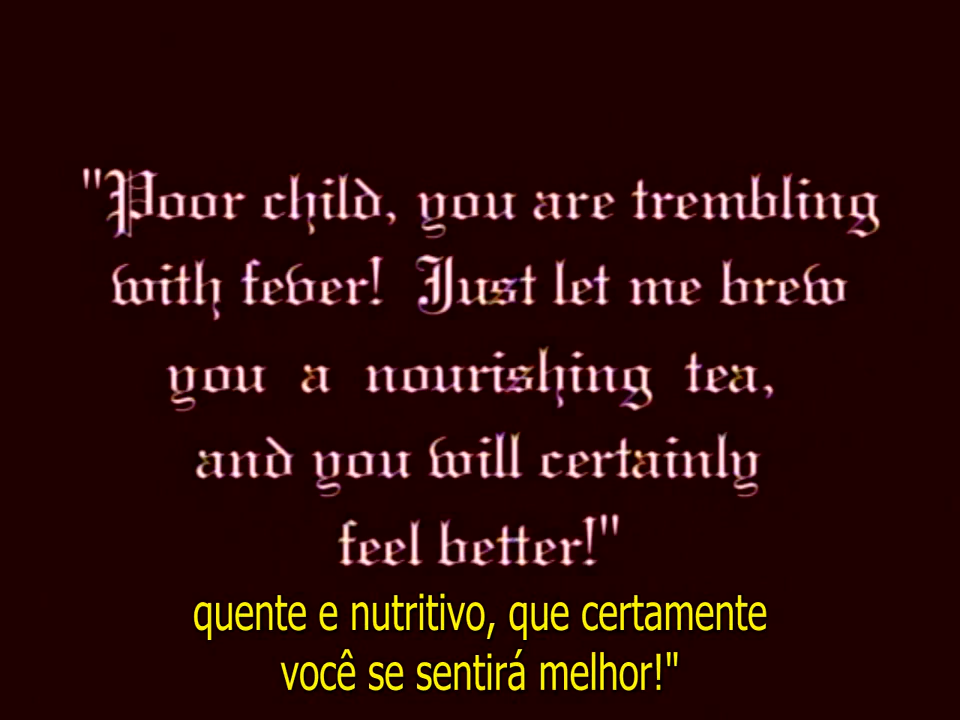 "Poor child, you are trembling
with fever! Just let me brew
you a nourishing tea,
and you will certainly
feel better!"
quente e nutritivo, que certamente
você se sentirá melhor!"